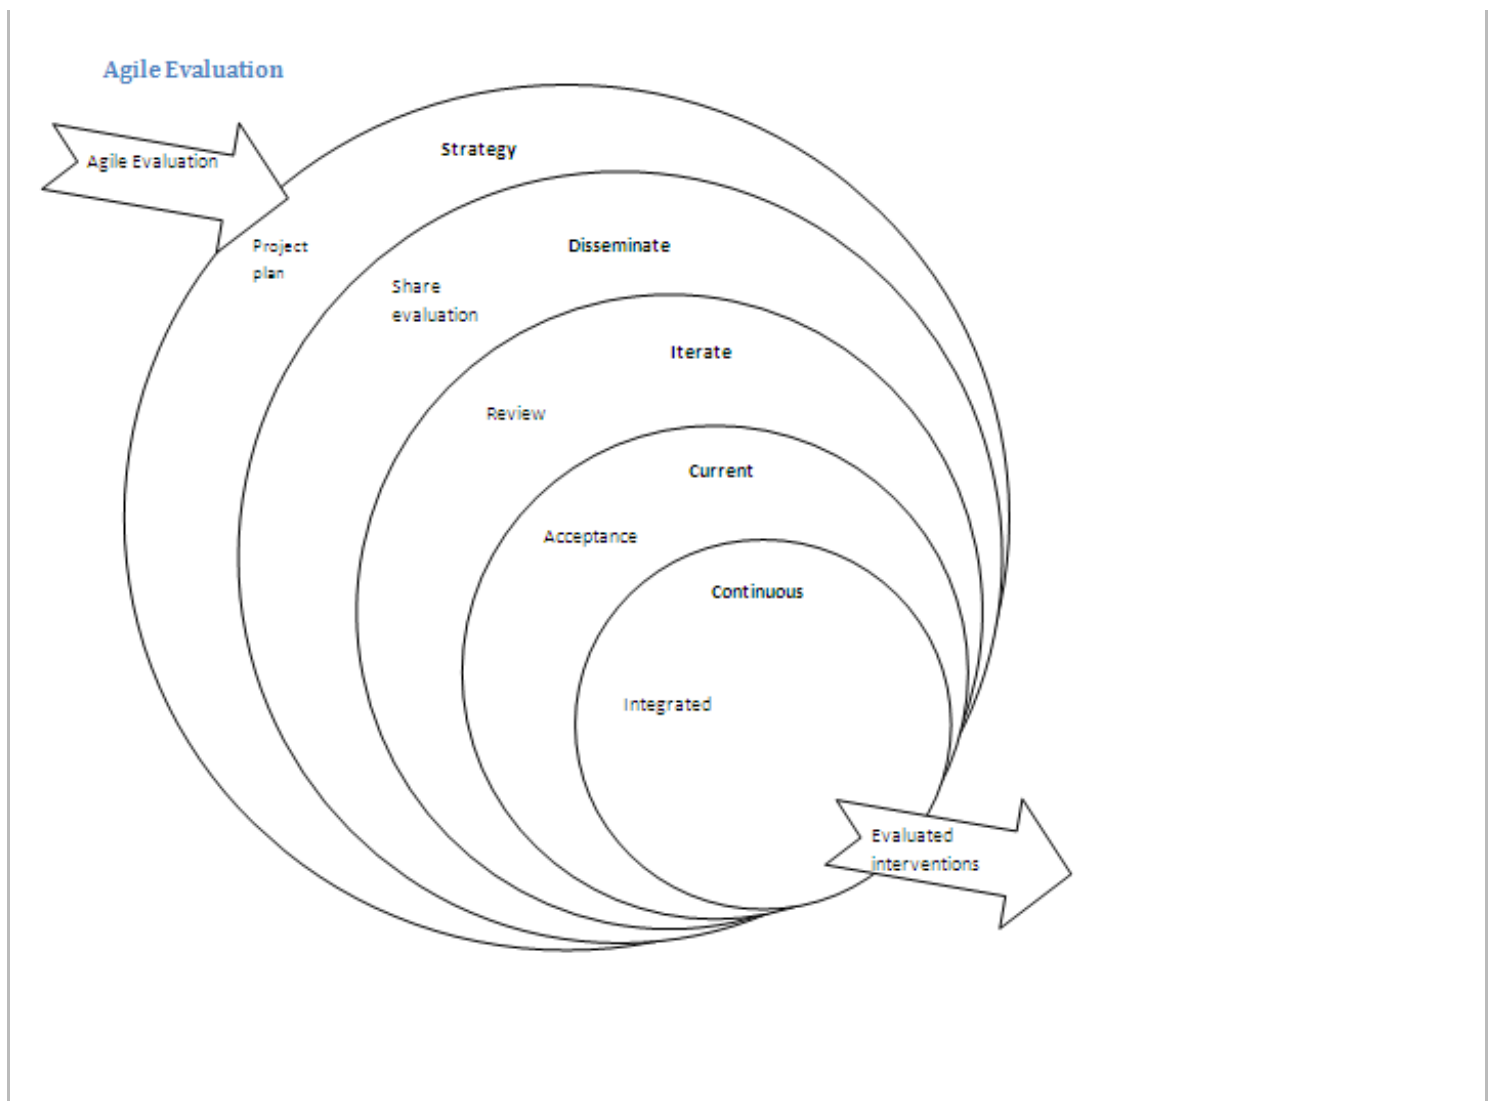 Agile Evaluation
Agile Evaluation
Strategy
Project
plan
Disseminate
Share
evaluation
Iterate
Review
Current
Acceptance
Continuous
Integrated
Evaluated
interventions